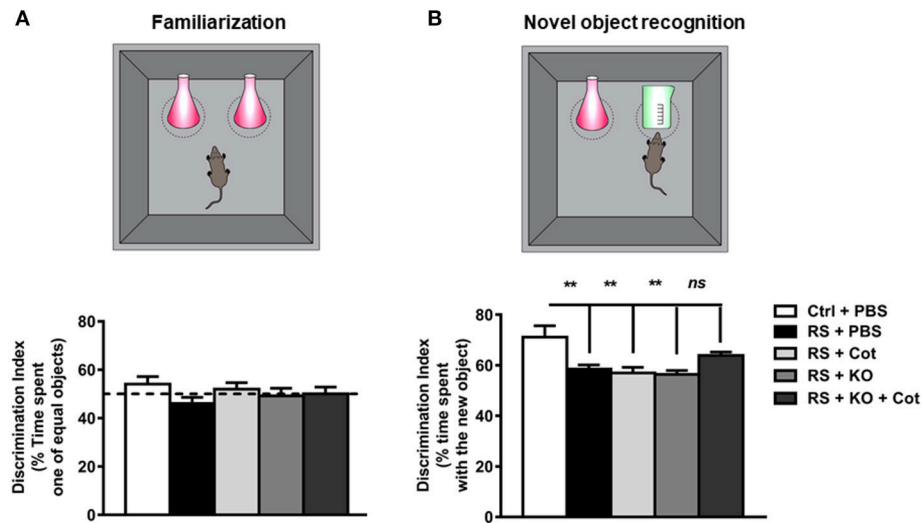 A
Familiarization
B
Novel object recognition
Discrimination Index
(% Time spent
one of equal objects)
80
60
40
20
0
Discrimination Index
(% time spent
with the new object)
80
60
40
20
0
** ** ** ns
Ctrl + PBS
RS + PBS
RS + Cot
RS + KO
RS + KO + Cot